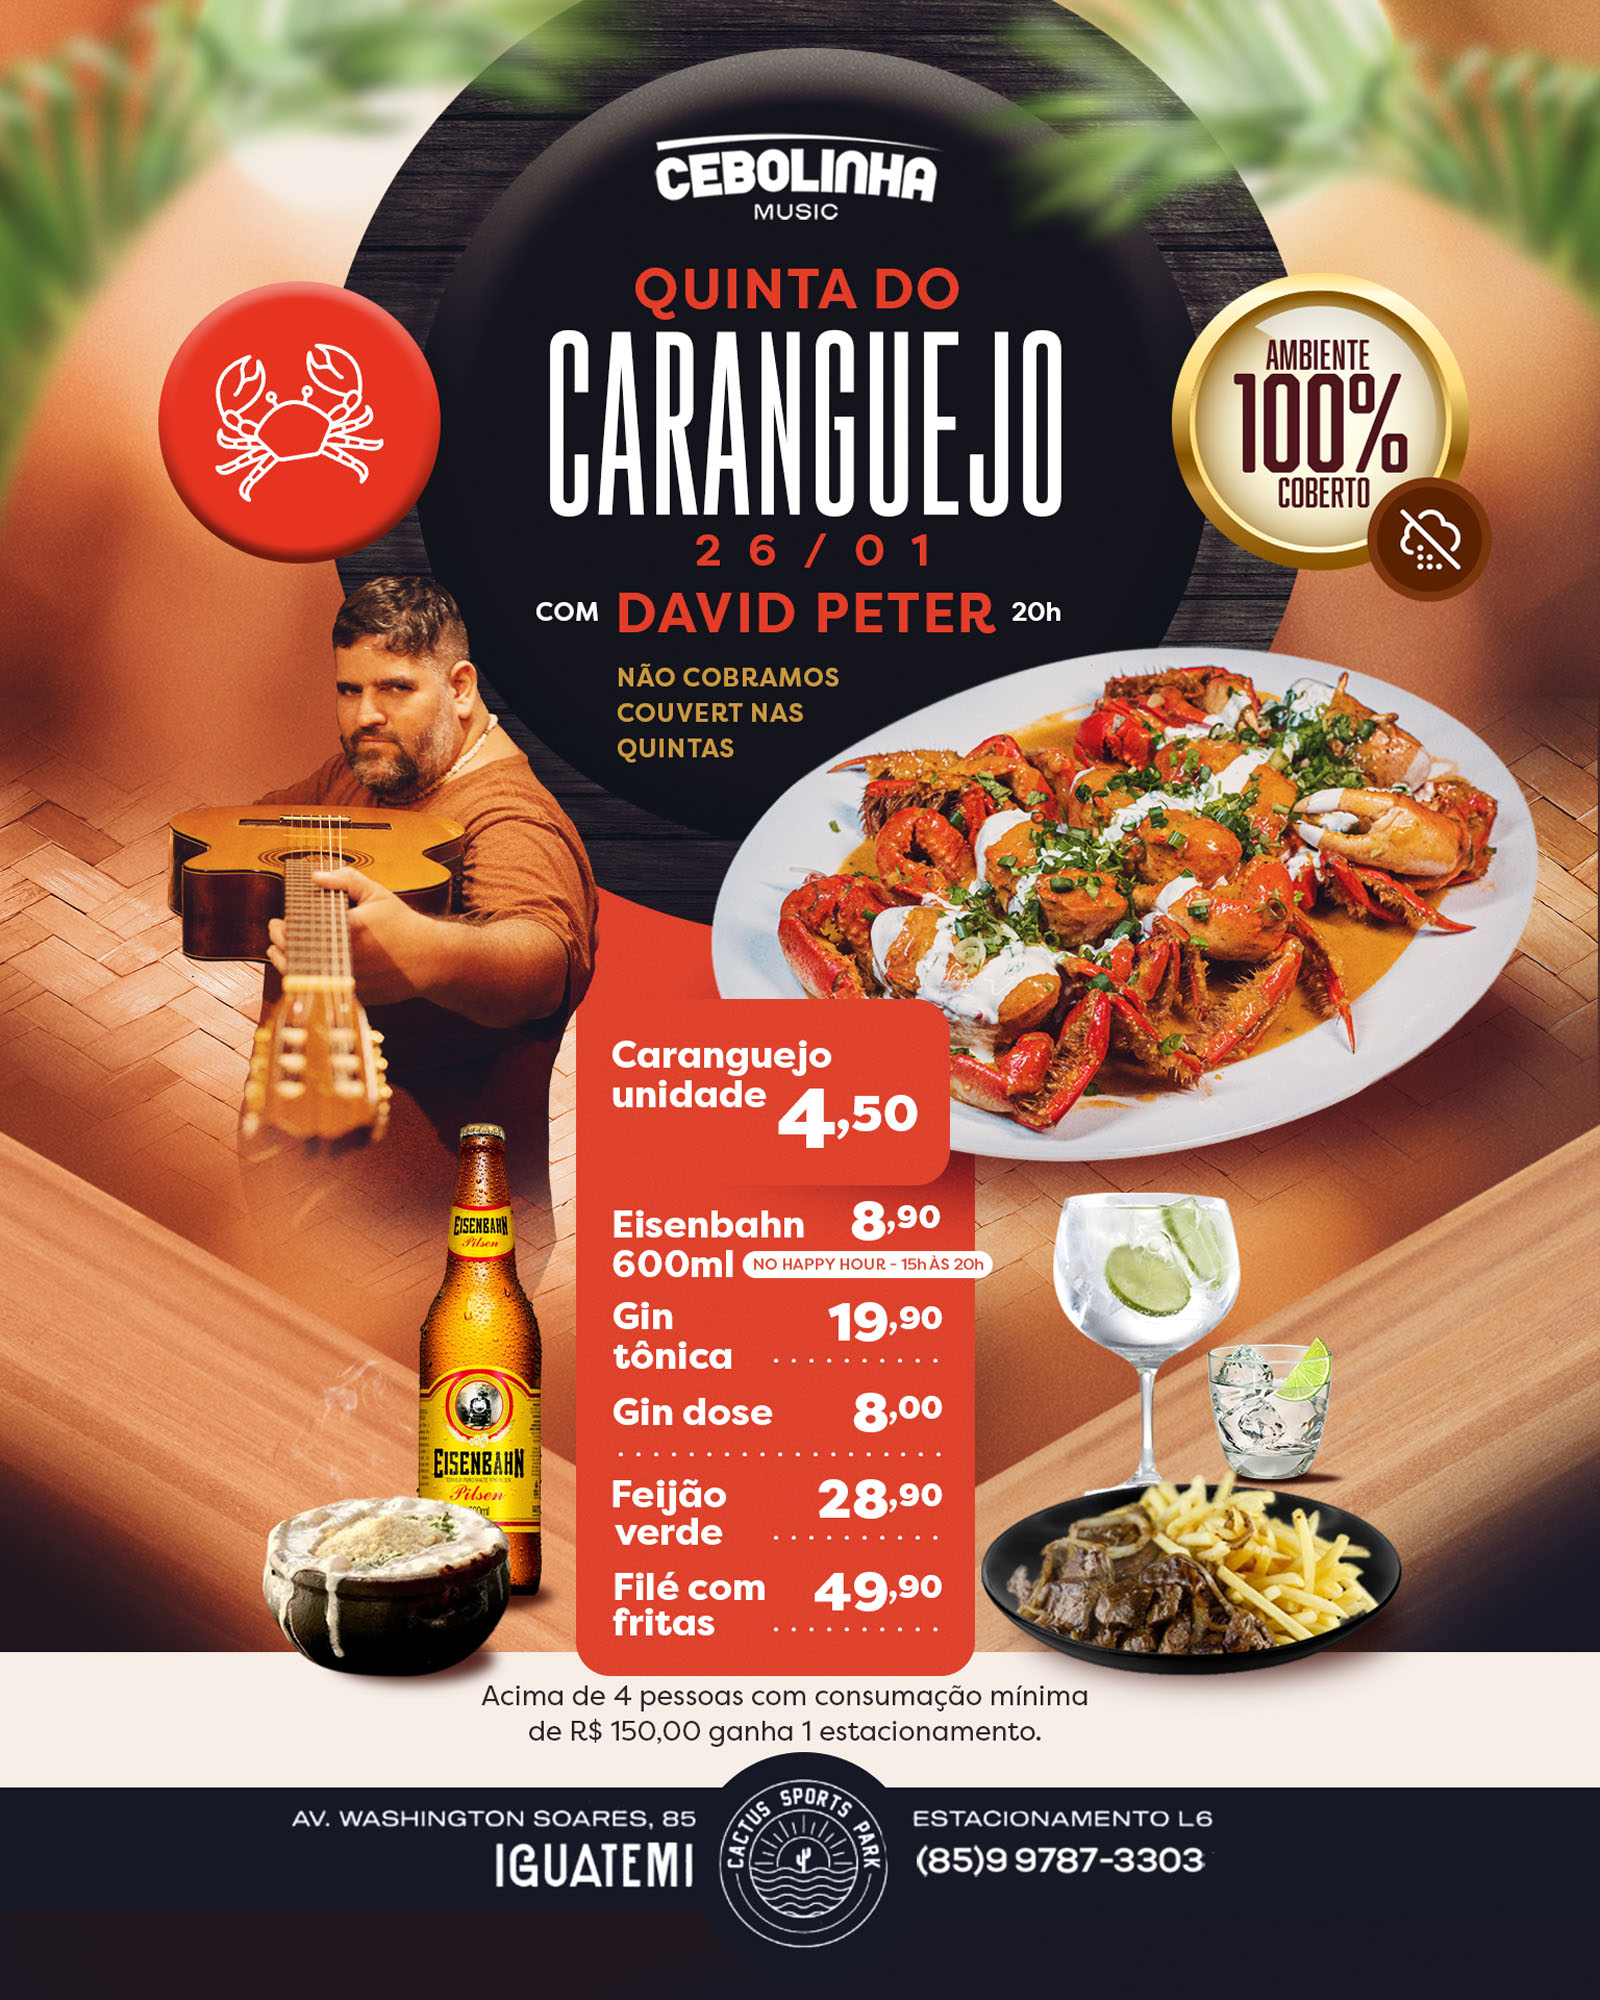 CEBOLINHA
MUSIC
QUINTA DO
CARANGUEJO
26/01
COM DAVID PETER 20h
NÃO COBRAMOS
COUVERT NAS
QUINTAS
AMBIENTE
100%
COBERTO
Caranguejo
unidade 4,50
Eisenbahn 8,90
600ml NO HAPPY HOUR - 15h ÀS 20h
Gin
tônica 19,90
Gin dose 8,00
Feijão
verde 28,90
Filé com
fritas 49,90
EISENBAHN
Pilsen
EISENBAHN
Pilsen
Acima de 4 pessoas com consumação mínima
de R$ 150,00 ganha 1 estacionamento.
AV. WASHINGTON SOARES, 85
IGUATEMI
CACTUS SPORTS PARK
ESTACIONAMENTO L6
(85)9 9787-3303